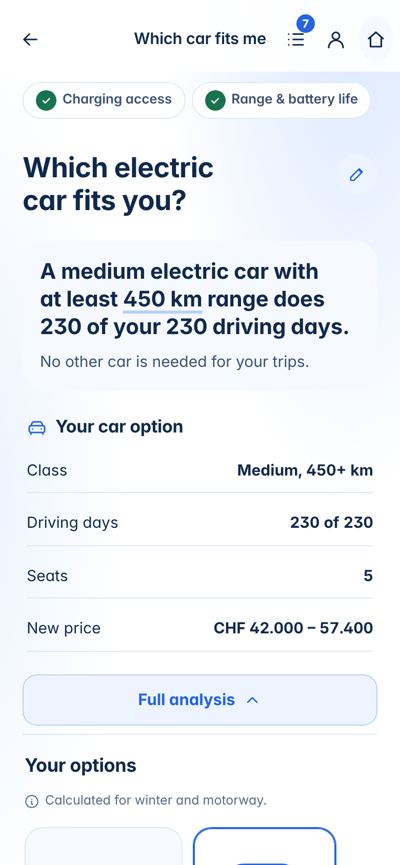 7
Which car fits me
Charging access
Range & battery life
Which electric
car fits you?
A medium electric car with
at least 450 km range does
230 of your 230 driving days.
No other car is needed for your trips.
Your car option
Class
Medium, 450+ km
Driving days
230 of 230
Seats
5
New price
CHF 42.000 – 57.400
Full analysis
Your options
Calculated for winter and motorway.